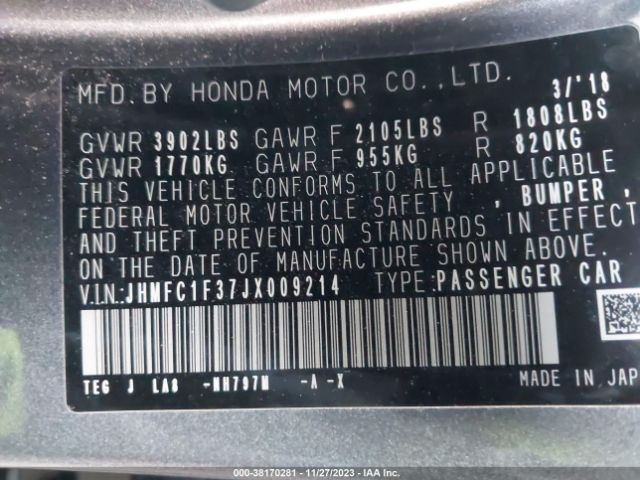 MFD. BY HONDA MOTOR CO., LTD. 3/'18
GVWR 3902LBS GAWR F 2105LBS R 1808LBS
GVWR 1770KG GAWR F 955KG R 820KG
THIS VEHICLE CONFORMS TO ALL APPLICABLE
FEDERAL MOTOR VEHICLE SAFETY , BUMPER ,
AND THEFT PREVENTION STANDARDS IN EFFECT
ON THE DATE OF MANUFACTURE SHOWN ABOVE.
V.I.N.:JHMFC1F37JX009214 TYPE:PASSENGER CAR
TEG J LA8 -NH797M -A -X MADE IN JAP
000-38170281 - 11/27/2023 - IAA Inc.